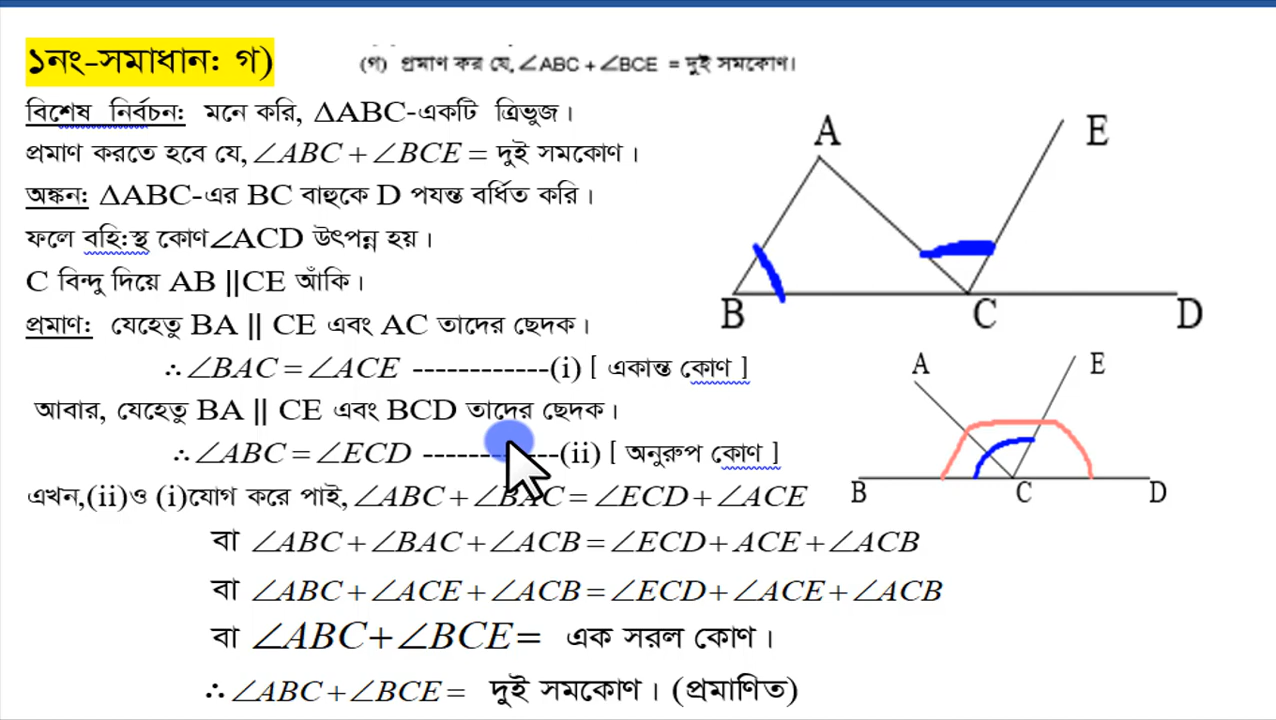 ১নং-সমাধান: গ)
(গ) প্রমাণ কর যে, ∠ABC + ∠BCE = দুই সমকোণ।
বিশেষ নির্বচন: মনে করি, ΔABC-একটি ত্রিভুজ।
প্রমাণ করতে হবে যে, ∠ABC + ∠BCE = দুই সমকোণ।
অঙ্কন: ΔABC-এর BC বাহুকে D পযন্ত বর্ধিত করি।
ফলে বহি:স্থ কোণ∠ACD উৎপন্ন হয়।
C বিন্দু দিয়ে AB ||CE আঁকি।
প্রমাণ: যেহেতু BA || CE এবং AC তাদের ছেদক।
∴ ∠BAC = ∠ACE ------------(i) [ একান্ত কোণ ]
আবার, যেহেতু BA || CE এবং BCD তাদের ছেদক।
∴ ∠ABC = ∠ECD ------------(ii) [ অনুরুপ কোণ ]
এখন,(ii)ও (i)যোগ করে পাই, ∠ABC + ∠BAC = ∠ECD + ∠ACE
বা ∠ABC + ∠BAC + ∠ACB = ∠ECD + ACE + ∠ACB
বা ∠ABC + ∠ACE + ∠ACB = ∠ECD + ∠ACE + ∠ACB
বা ∠ABC + ∠BCE = এক সরল কোণ।
∴ ∠ABC + ∠BCE = দুই সমকোণ। (প্রমাণিত)
A E
B C D
A E
B C D